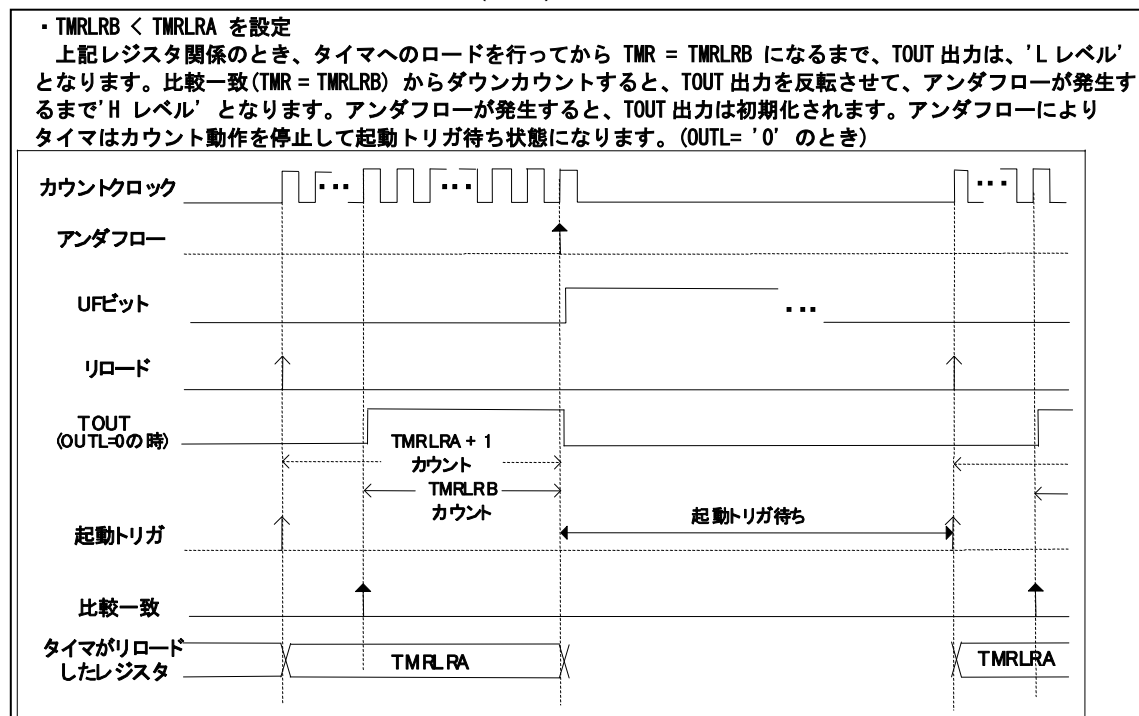 ・TMRLRB < TMRLRA を設定
上記レジスタ関係のとき、タイマへのロードを行ってから TMR = TMRLRB になるまで、TOUT 出力は、'L レベル'
となります。比較一致(TMR = TMRLRB) からダウンカウントすると、TOUT 出力を反転させて、アンダフローが発生す
るまで'H レベル' となります。アンダフローが発生すると、TOUT 出力は初期化されます。アンダフローにより
タイマはカウント動作を停止して起動トリガ待ち状態になります。(OUTL= '0' のとき)
カウントクロック
アンダフロー
UFビット
リロード
TOUT
(OUTL=0の時)
TMRLRA + 1
カウント
TMRLRB
カウント
起動トリガ
起動トリガ待ち
比較一致
タイマがリロード
したレジスタ
TMRLRA
TMRLRA